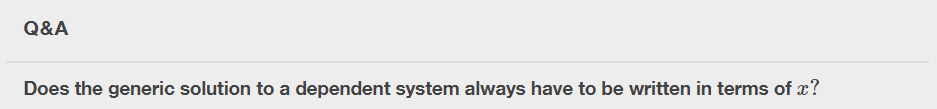 Q&A
Does the generic solution to a dependent system always have to be written in terms of x?